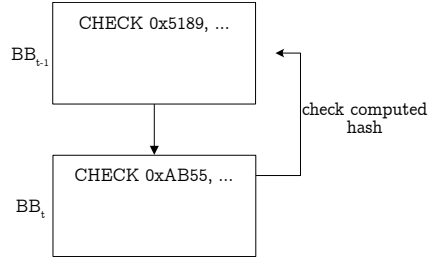 CHECK 0x5189, ...
BBt-1
check computed
hash
CHECK 0xAB55, ...
BBt